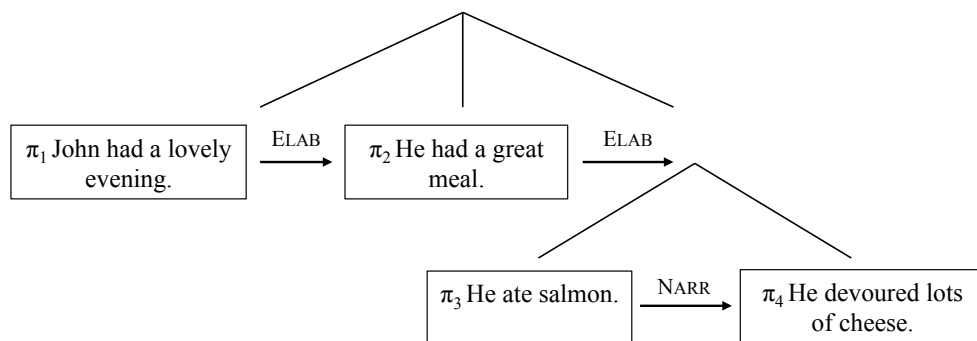 π₁ John had a lovely
evening.
ELAB
π₂ He had a great
meal.
ELAB
π₃ He ate salmon.
NARR
π₄ He devoured lots
of cheese.